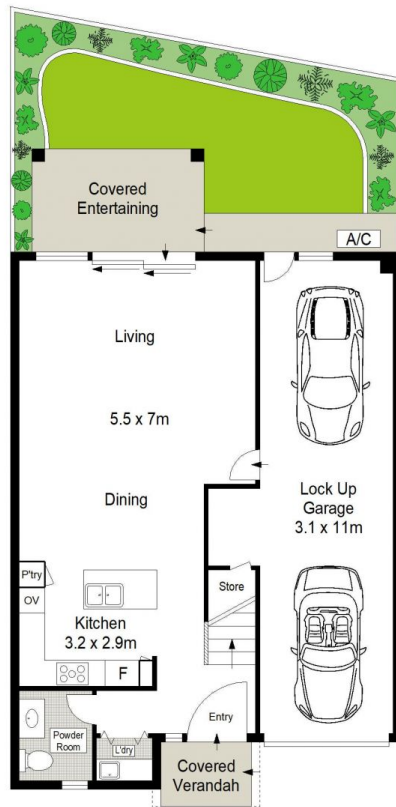 Covered
Entertaining
A/C
Living
5.5 x 7m
Dining
Lock Up
Garage
3.1 x 11m
P'try
OV
Store
Kitchen
3.2 x 2.9m
F
Entry
Powder
Room
L'dry
Covered
Verandah